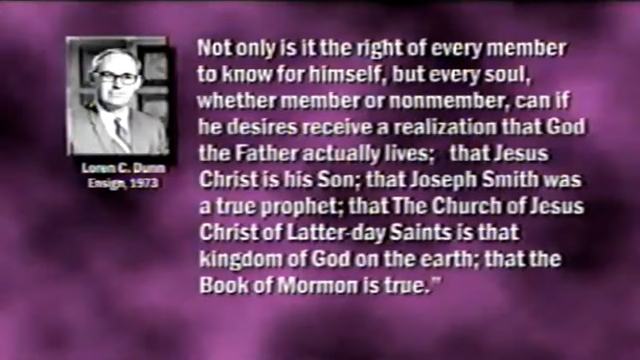 Not only is it the right of every member
to know for himself, but every soul,
whether member or nonmember, can if
he desires receive a realization that God
the Father actually lives; that Jesus
Christ is his Son; that Joseph Smith was
a true prophet; that The Church of Jesus
Christ of Latter-day Saints is that
kingdom of God on the earth; that the
Book of Mormon is true."
Loren C. Dunn
Ensign, 1973